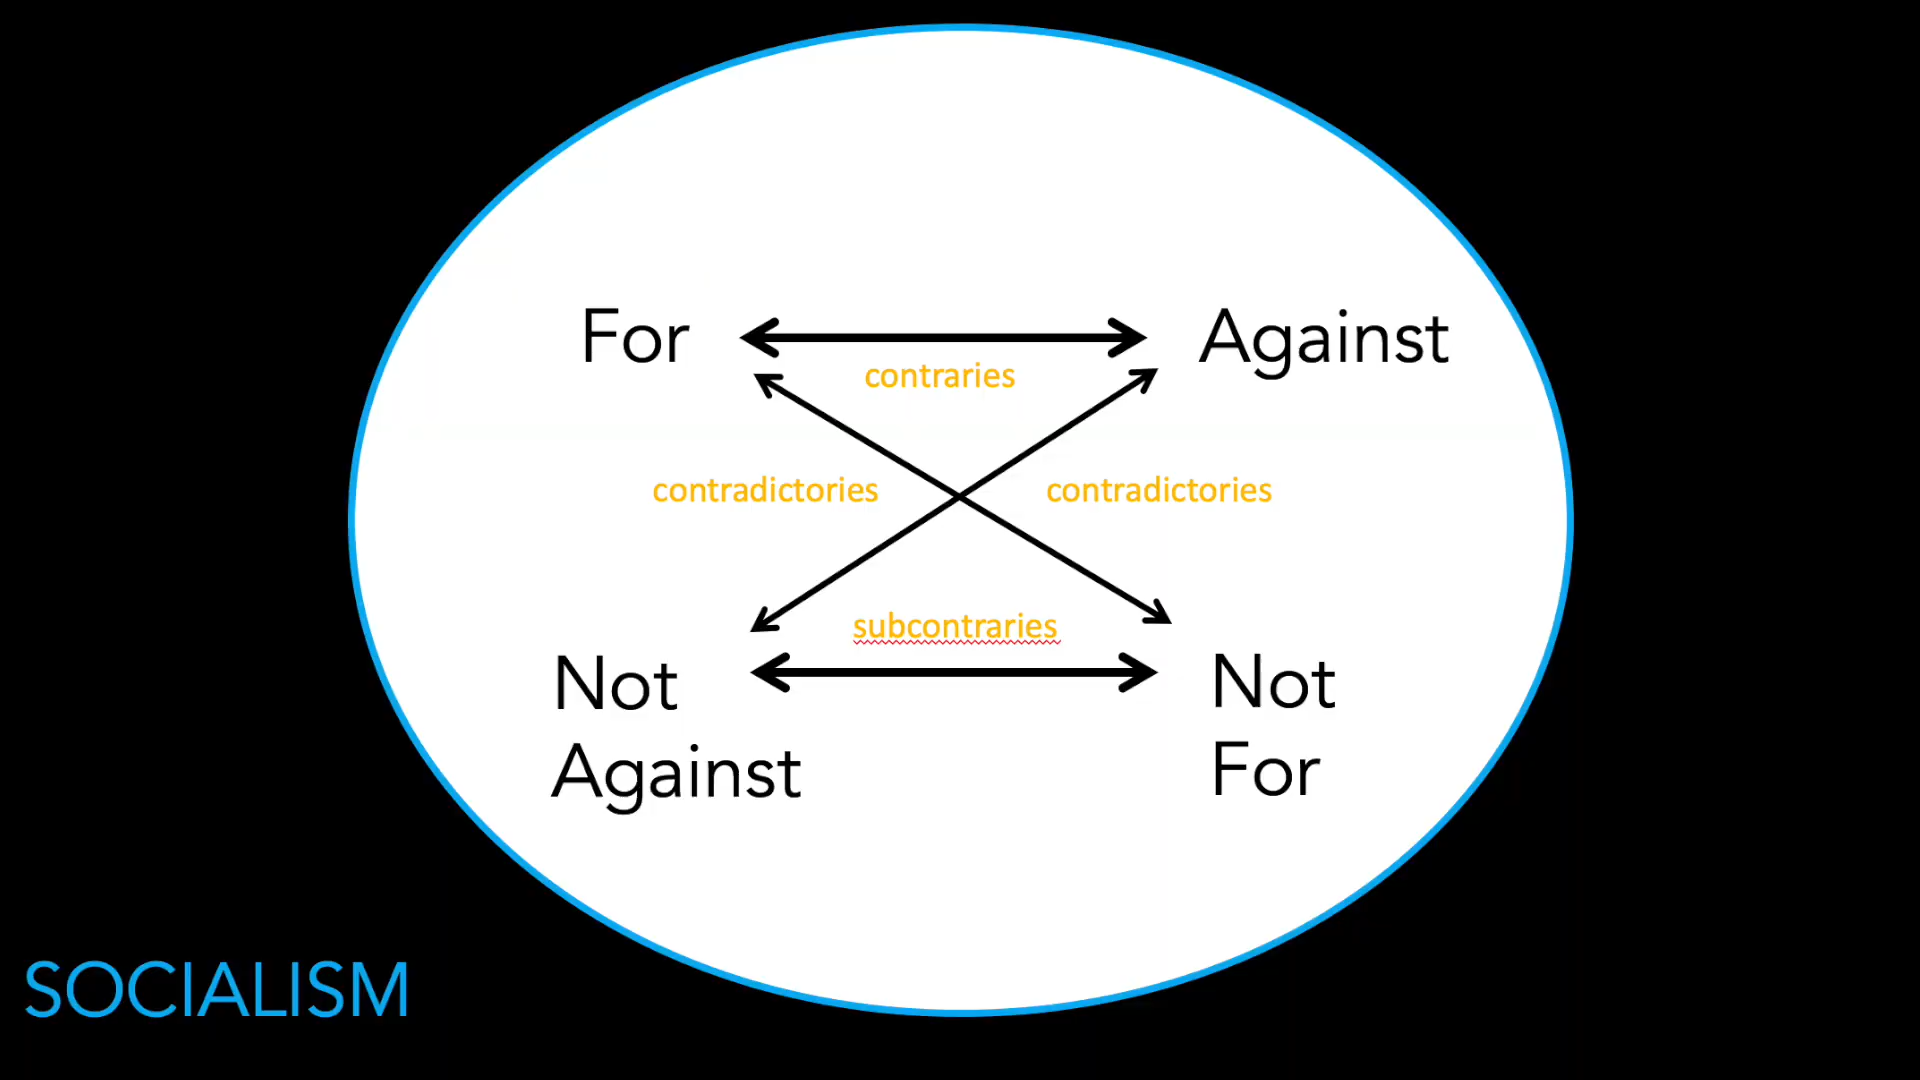 For
Against
contraries
contradictories
contradictories
subcontraries
Not
Against
Not
For
SOCIALISM